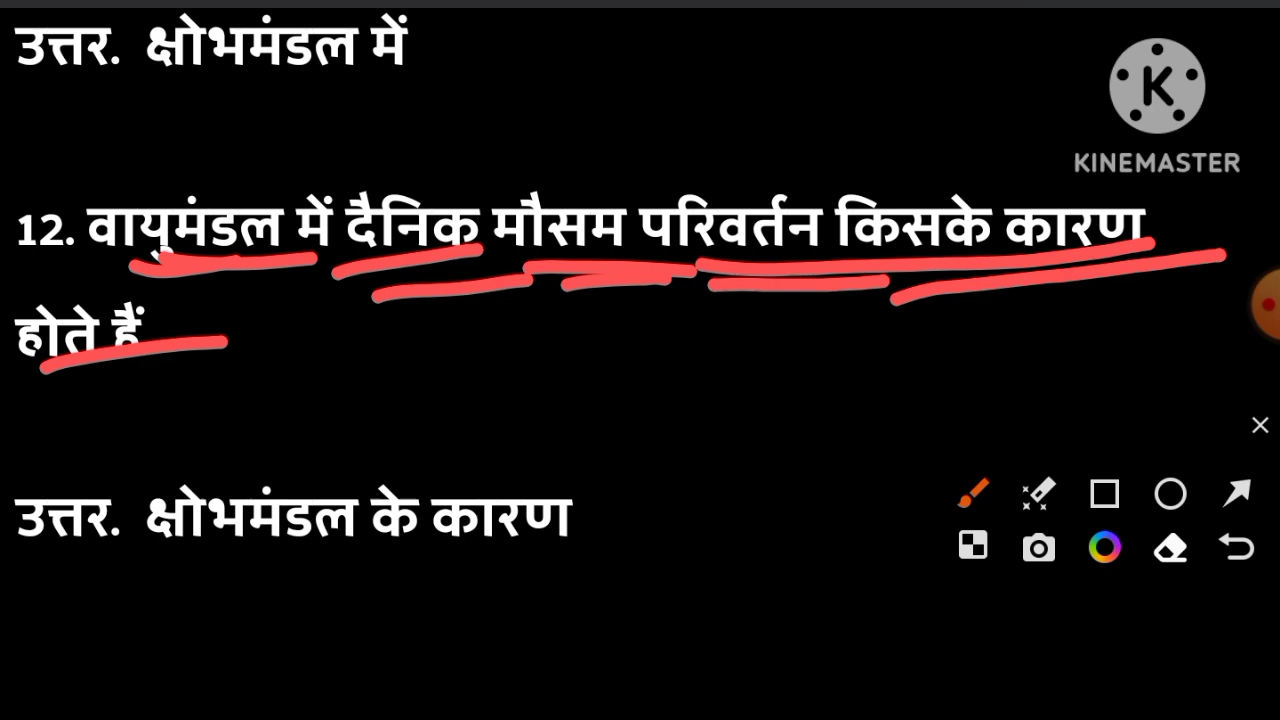 उत्तर. क्षोभमंडल में
K
KINEMASTER
12. वायुमंडल में दैनिक मौसम परिवर्तन किसके कारण
होते हैं
उत्तर. क्षोभमंडल के कारण